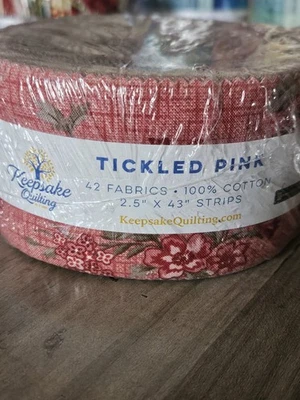 TICKLED PINK
Keepsake
Quilting
42 FABRICS • 100% COTTON
2.5" X 43" STRIPS
KeepsakeQuilting.com